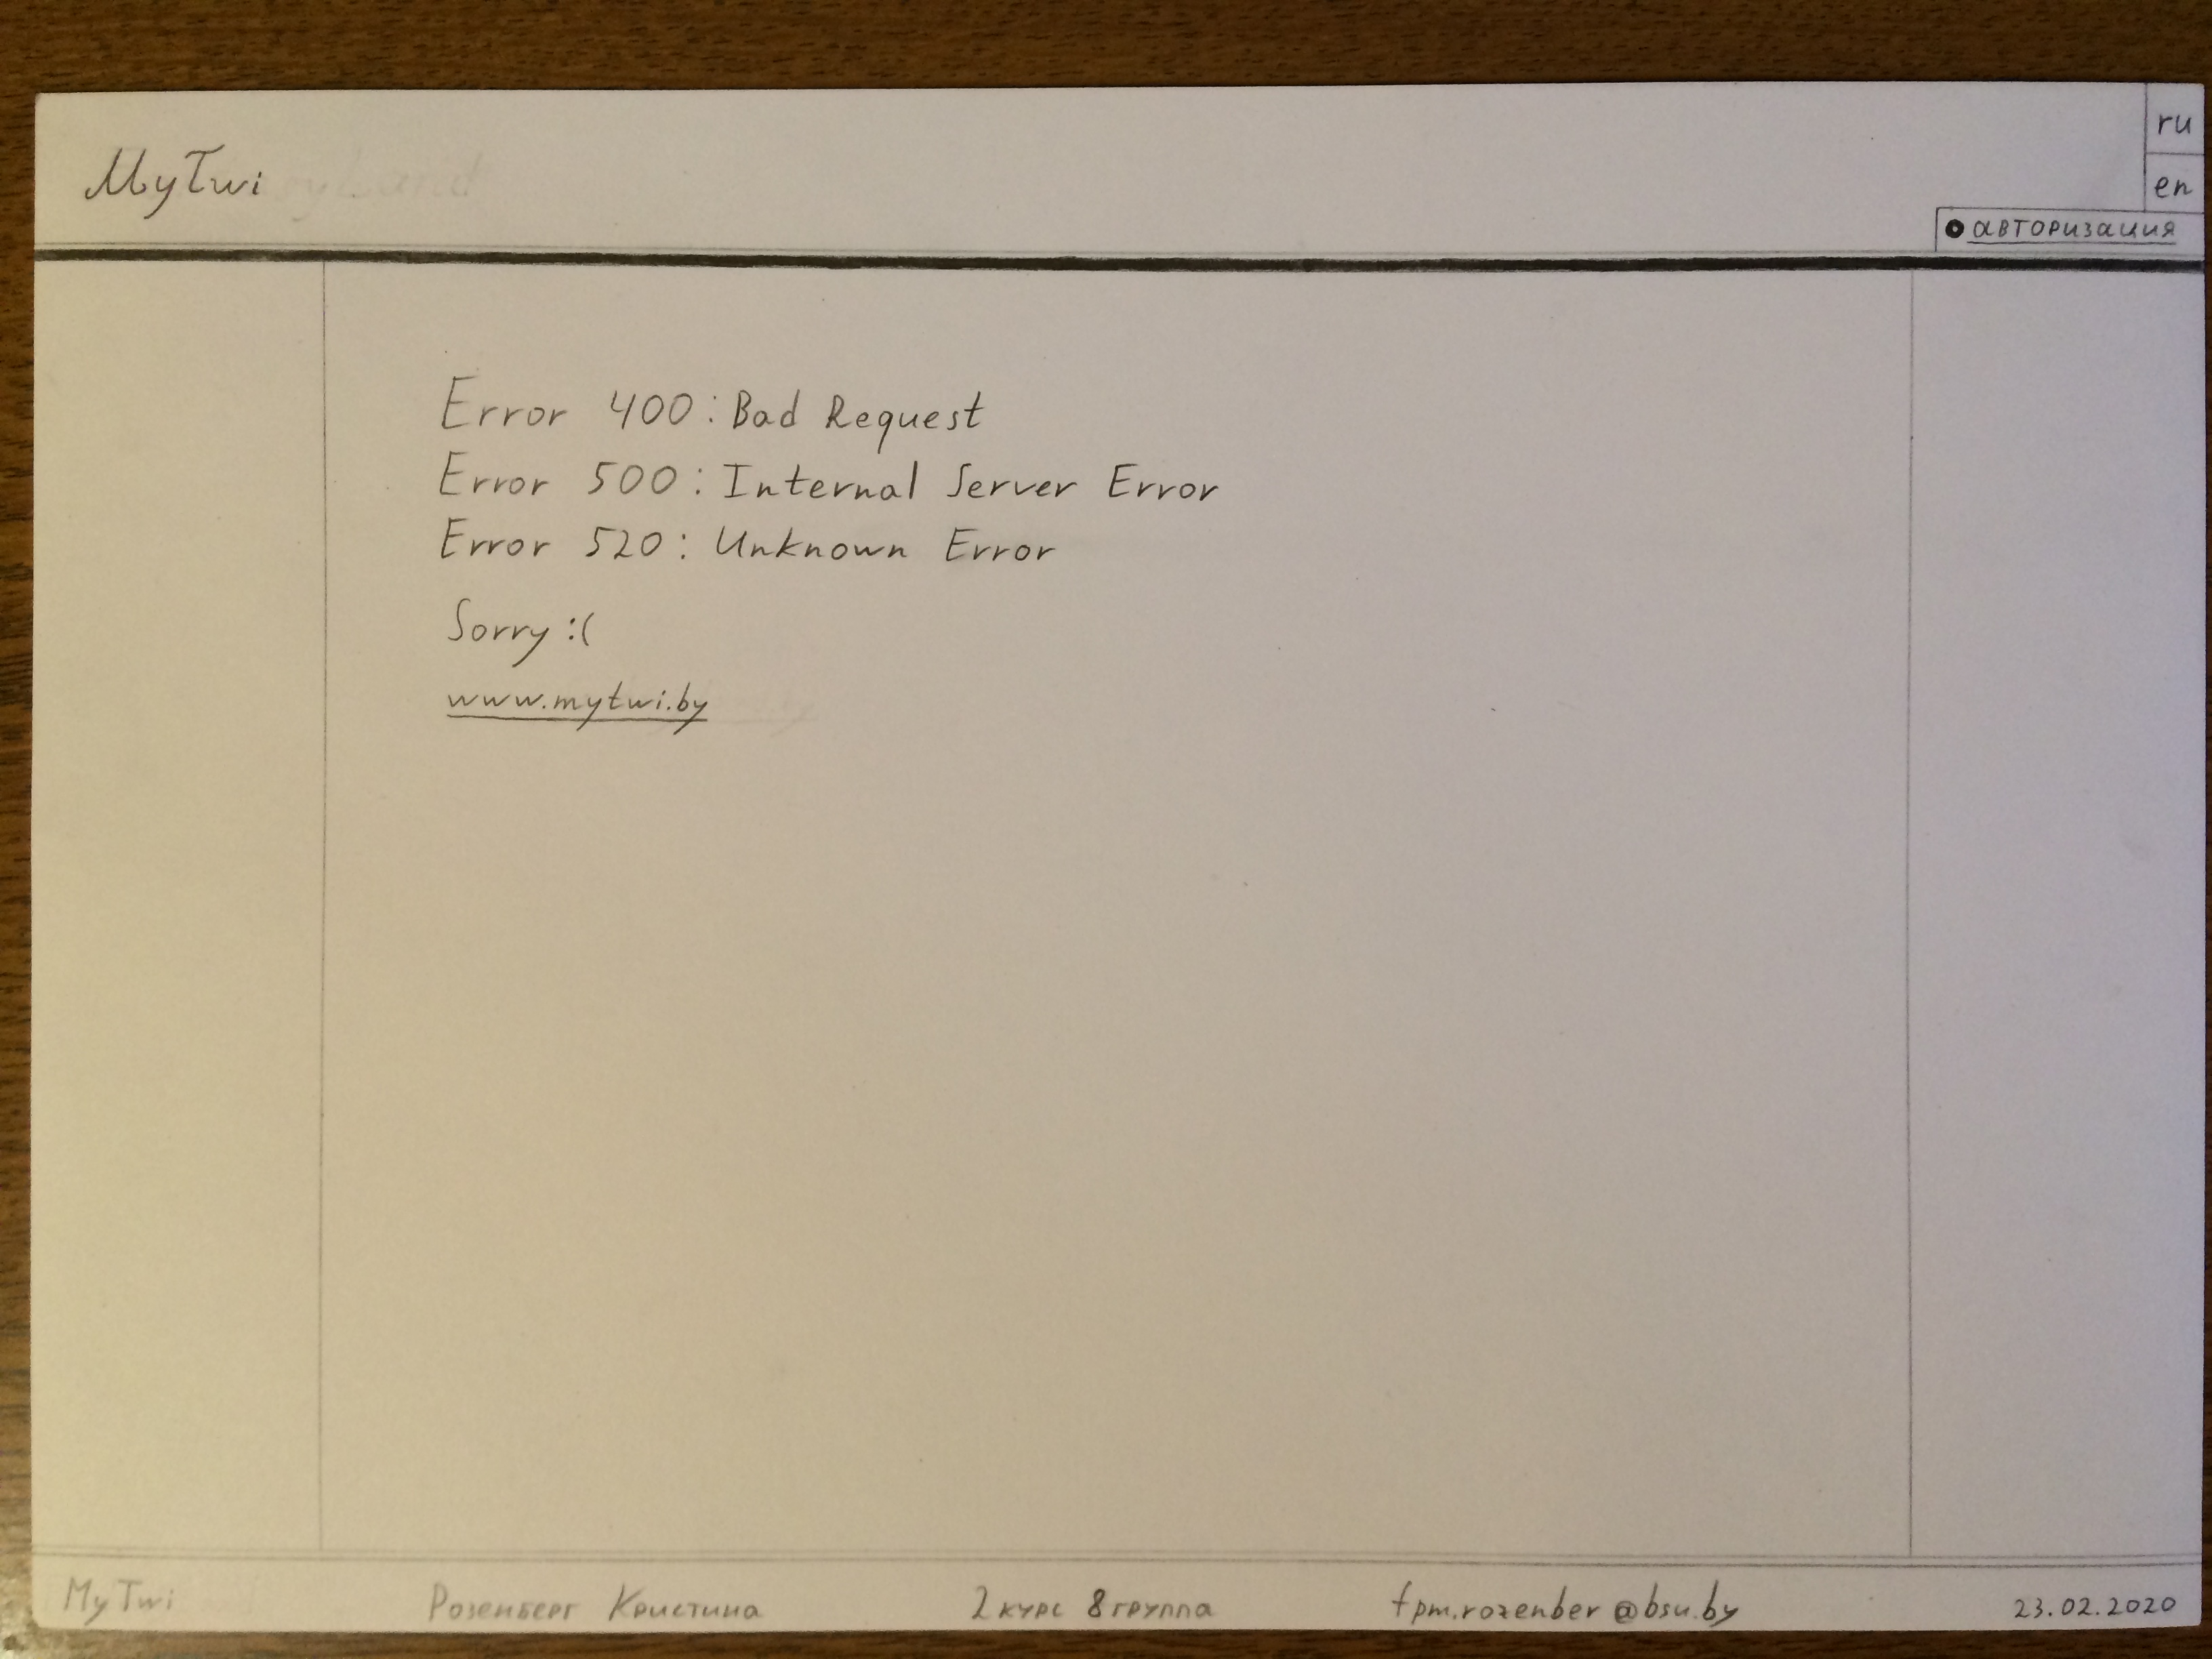 MyTwi
ru
en
авторизация
Error 400: Bad Request
Error 500: Internal Server Error
Error 520: Unknown Error
Sorry :(
www.mytwi.by
MyTwi Розенберг Кристина 2 курс 8 группа fpm.rozenber@bsu.by 23.02.2020